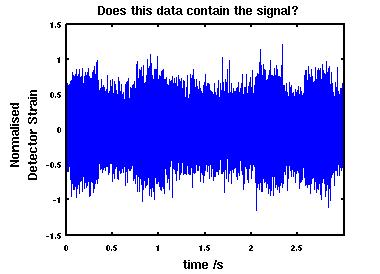 Does this data contain the signal?
1.5
1
0.5
0
-0.5
-1
-1.5
Normalised
Detector Strain
0 0.5 1 1.5 2 2.5
time /s